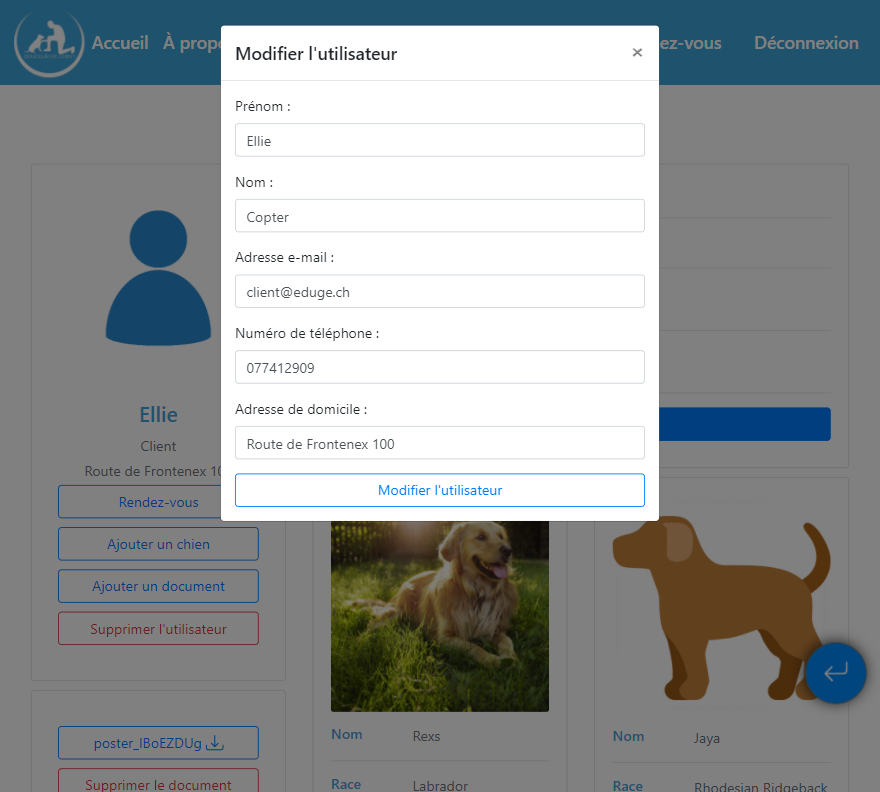 Accueil
À propo
ez-vous
Déconnexion
Modifier l'utilisateur
×
Prénom :
Ellie
Nom :
Copter
Adresse e-mail :
client@eduge.ch
Numéro de téléphone :
077412909
Adresse de domicile :
Route de Frontenex 100
Modifier l'utilisateur
Ellie
Client
Route de Frontenex 10
Rendez-vous
Ajouter un chien
Ajouter un document
Supprimer l'utilisateur
poster_lBoEZDUg
Supprimer le document
Nom Rexs
Race Labrador
Nom Jaya
Race Rhodesian Ridgeback